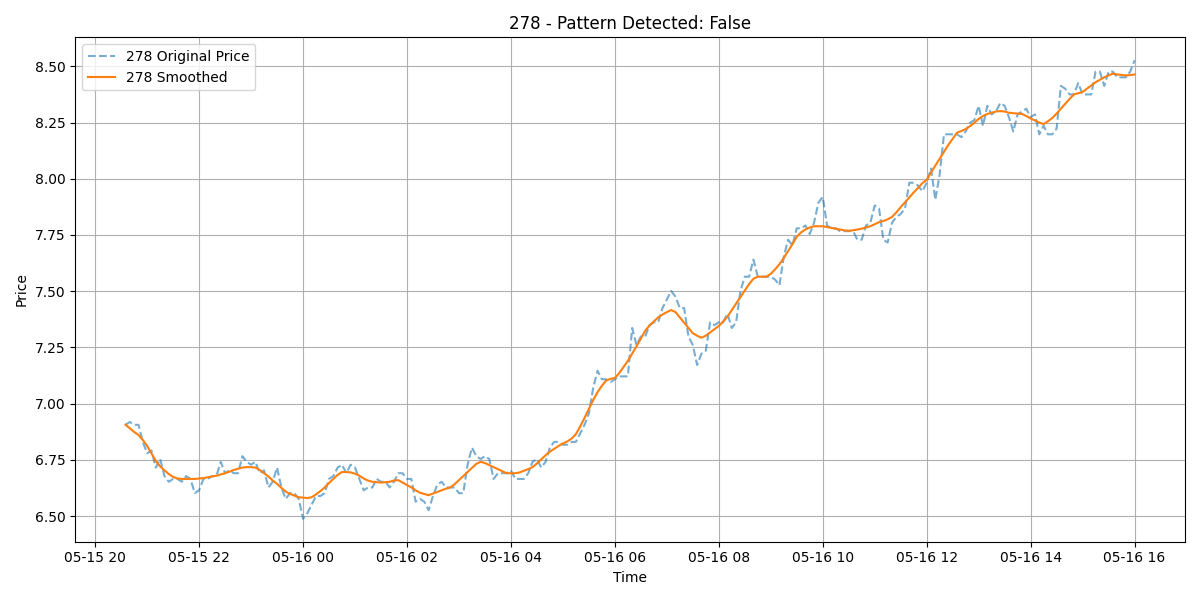 278 - Pattern Detected: False
278 Original Price
278 Smoothed
8.50
8.25
8.00
7.75
7.50
7.25
7.00
6.75
6.50
Price
05-15 20 05-15 22 05-16 00 05-16 02 05-16 04 05-16 06 05-16 08 05-16 10 05-16 12 05-16 14 05-16 16
Time